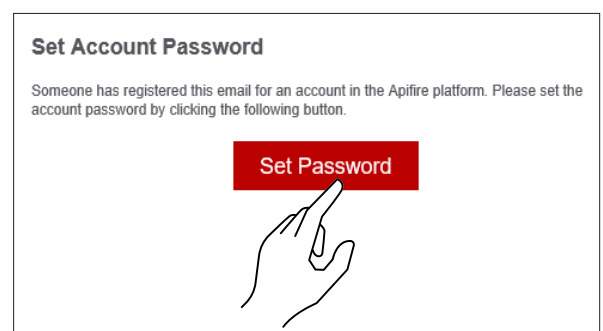 Set Account Password
Someone has registered this email for an account in the Apifire platform. Please set the
account password by clicking the following button.
Set Password